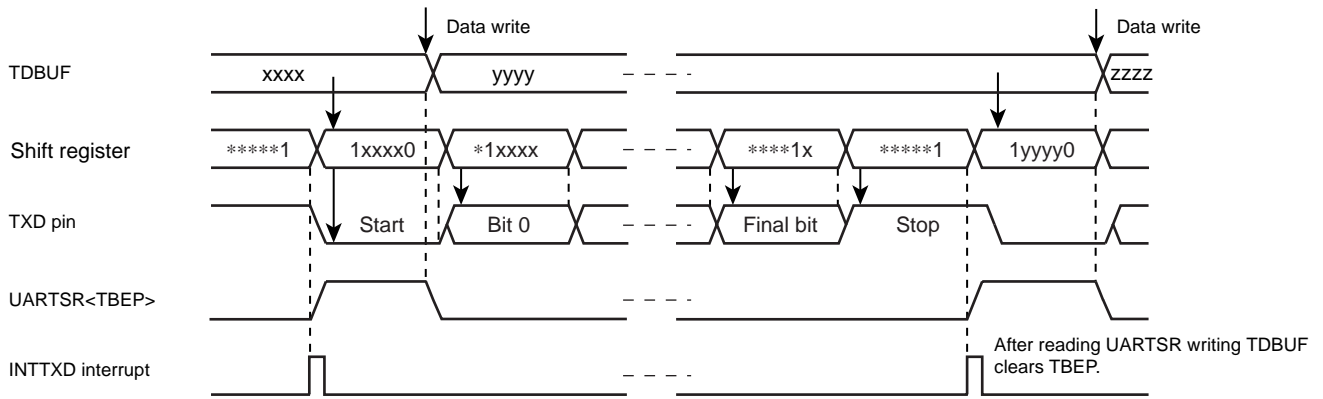 Data write
Data write
TDBUF
xxxx
yyyy
zzzz
Shift register
*****1
1xxxx0
*1xxxx
****1x
*****1
1yyyy0
TXD pin
Start
Bit 0
Final bit
Stop
UARTSR<TBEP>
After reading UARTSR writing TDBUF
clears TBEP.
INTTXD interrupt